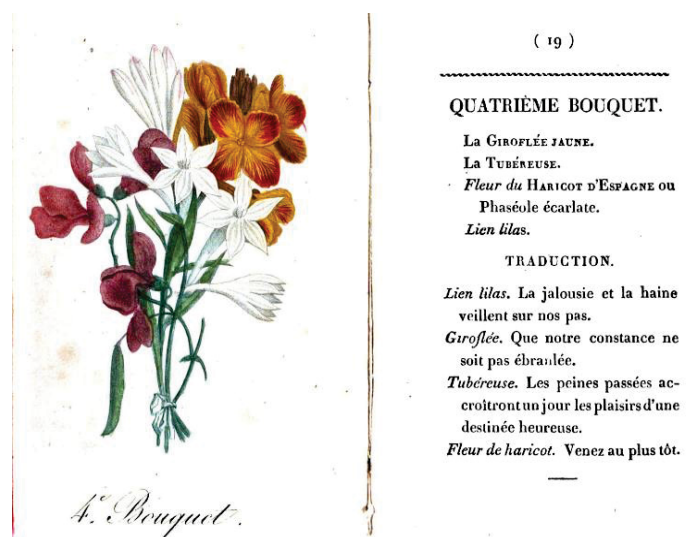 4e. Bouquet.
( 19 )
QUATRIÈME BOUQUET.
La GIROFLÉE JAUNE.
La TUBÉREUSE.
Fleur du HARICOT D'ESPAGNE ou
Phaséole écarlate.
Lien lilas.
TRADUCTION.
Lien lilas. La jalousie et la haine
veillent sur nos pas.
Giroflée. Que notre constance ne
soit pas ébranlée.
Tubéreuse. Les peines passées ac-
croîtront un jour les plaisirs d'une
destinée heureuse.
Fleur de haricot. Venez au plus tôt.